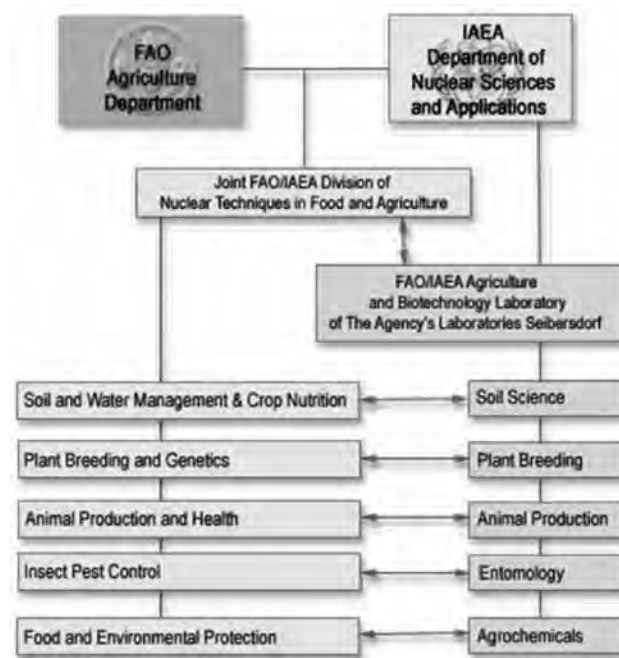 FAO
Agriculture
Department
IAEA
Department of
Nuclear Sciences
and Applications
Joint FAO/IAEA Division of
Nuclear Techniques in Food and Agriculture
FAO/IAEA Agriculture
and Biotechnology Laboratory
of The Agency's Laboratories Seibersdorf
Soil and Water Management & Crop Nutrition
Soil Science
Plant Breeding and Genetics
Plant Breeding
Animal Production and Health
Animal Production
Insect Pest Control
Entomology
Food and Environmental Protection
Agrochemicals